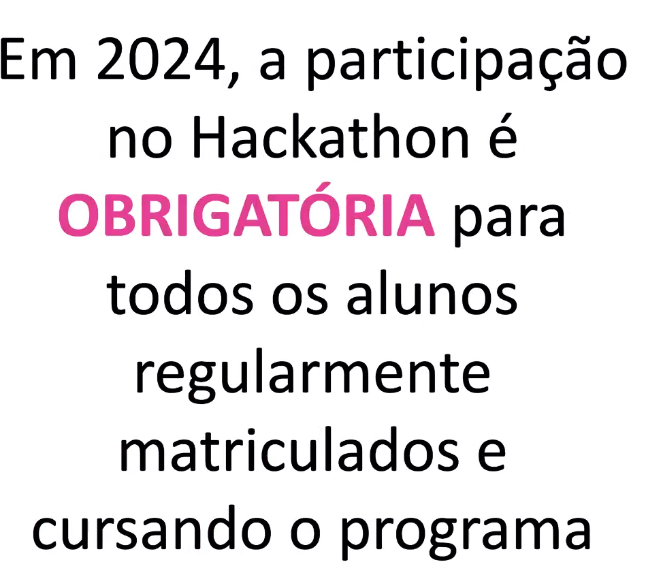 Em 2024, a participação
no Hackathon é
OBRIGATÓRIA para
todos os alunos
regularmente
matriculados e
cursando o programa